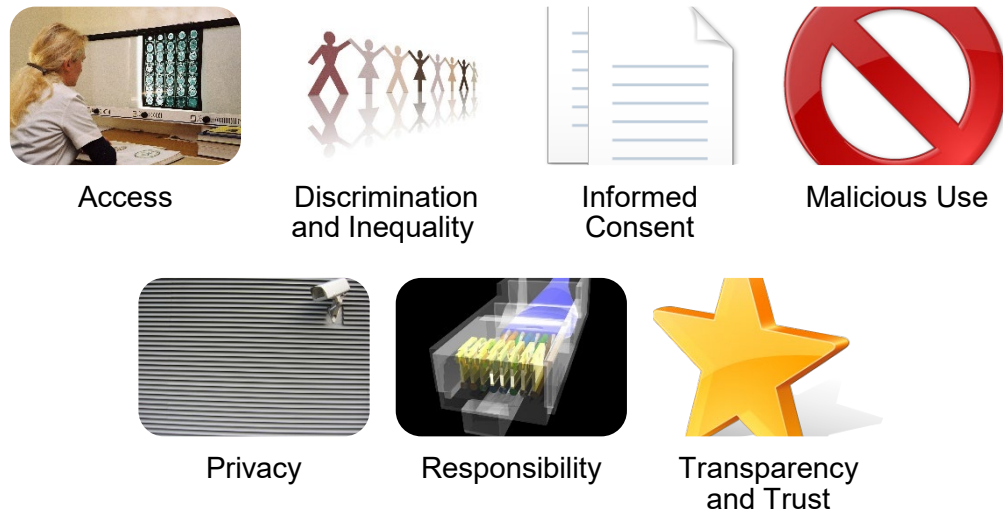 Access
Discrimination
and Inequality
Informed
Consent
Malicious Use
Privacy
Responsibility
Transparency
and Trust